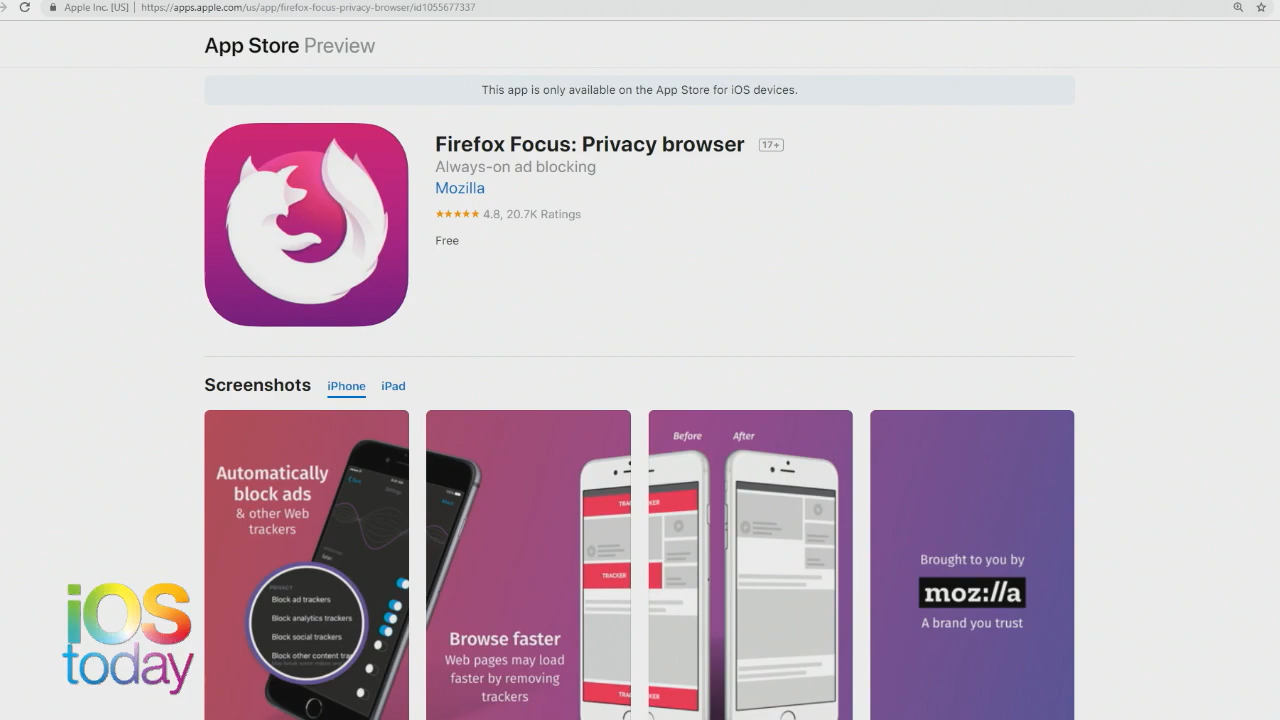 Apple Inc. [US] | https://apps.apple.com/us/app/firefox-focus-privacy-browser/id1055677337
App Store Preview
This app is only available on the App Store for iOS devices.
Firefox Focus: Privacy browser 17+
Always-on ad blocking
Mozilla
★★★★★ 4.8, 20.7K Ratings
Free
Screenshots iPhone iPad
Automatically
block ads
& other Web
trackers
Settings
PRIVACY
Block ad trackers
Block analytics trackers
Block social trackers
Block other content tra
Browse faster
Web pages may load
faster by removing
trackers
Before After
TRACKER
TRACKER
TRACKER
Brought to you by
moz://a
A brand you trust
iOS
today